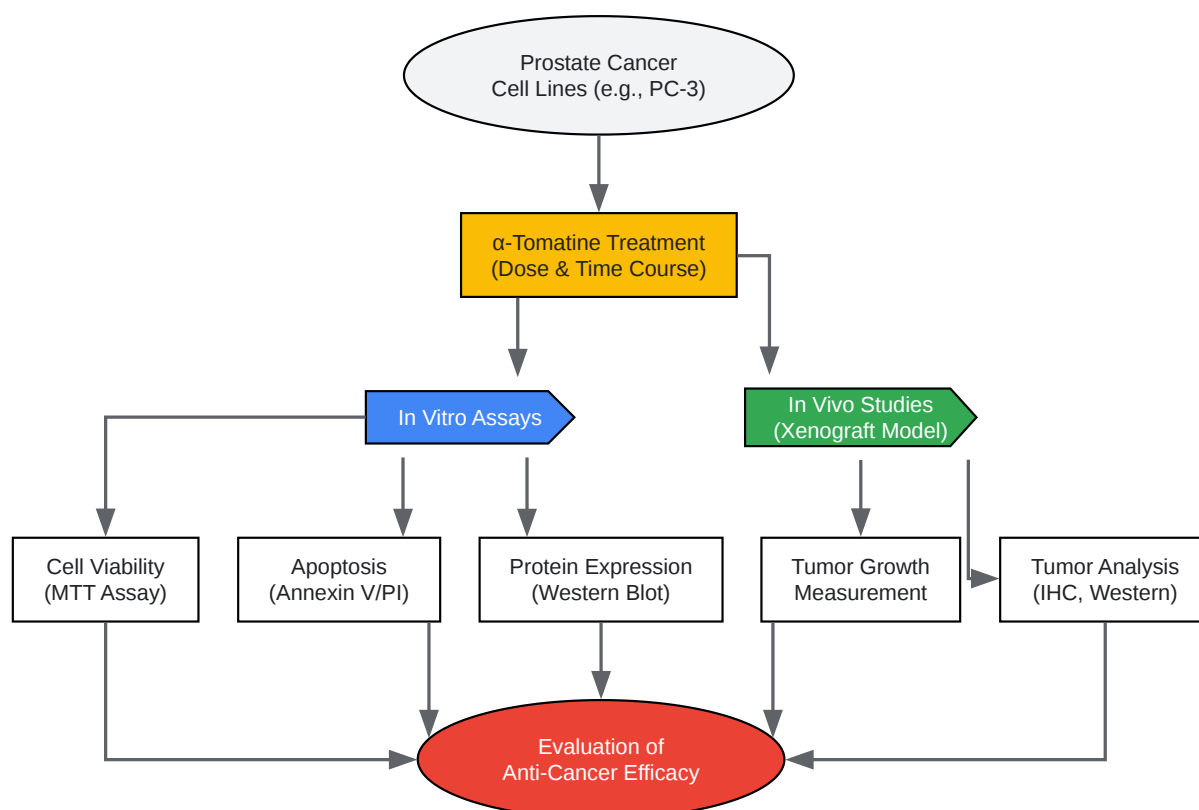 Prostate Cancer
Cell Lines (e.g., PC-3)
α-Tomatine Treatment
(Dose & Time Course)
In Vitro Assays
In Vivo Studies
(Xenograft Model)
Cell Viability
(MTT Assay)
Apoptosis
(Annexin V/PI)
Protein Expression
(Western Blot)
Tumor Growth
Measurement
Tumor Analysis
(IHC, Western)
Evaluation of
Anti-Cancer Efficacy